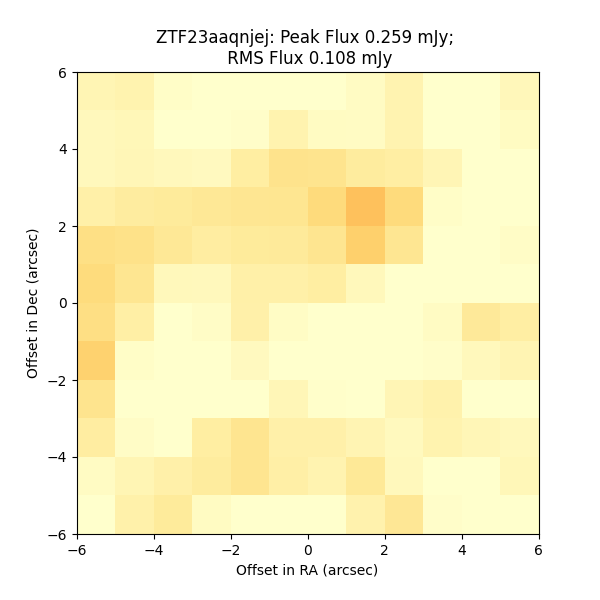 ZTF23aaqnjej: Peak Flux 0.259 mJy;
RMS Flux 0.108 mJy
6
4
2
0
−2
−4
−6
Offset in Dec (arcsec)
−6 −4 −2 0 2 4 6
Offset in RA (arcsec)